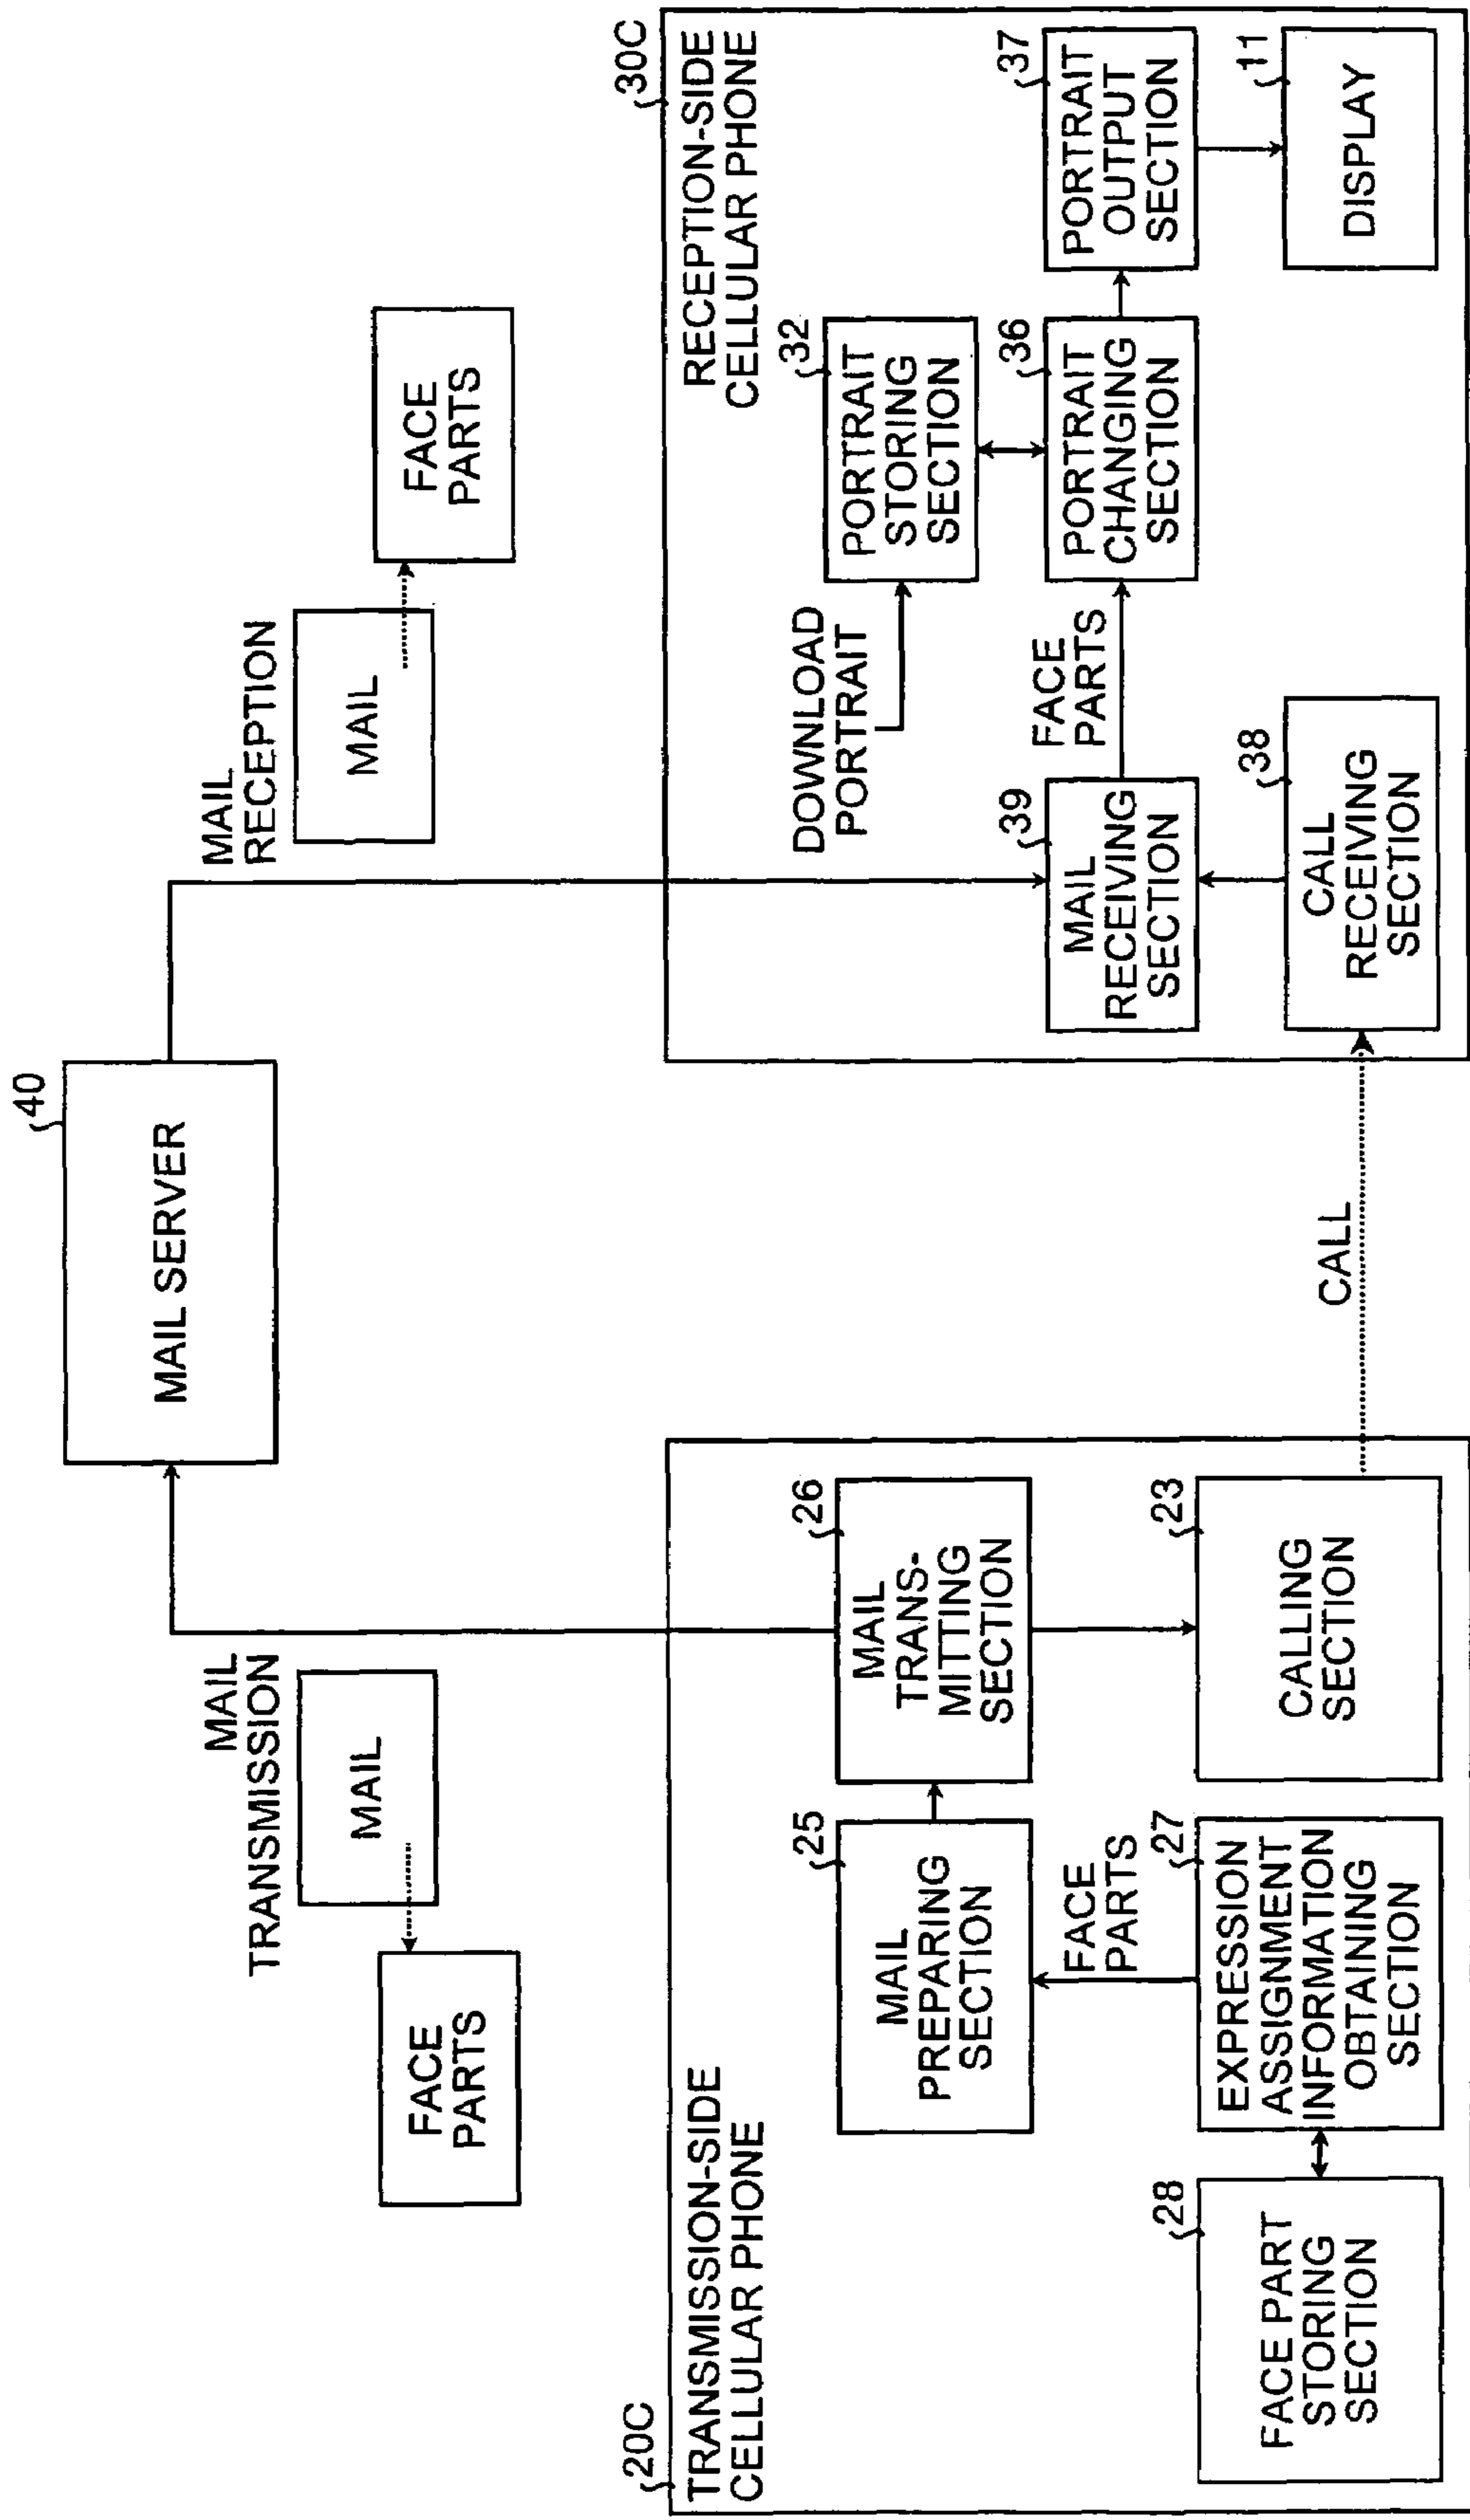 40
MAIL SERVER
MAIL
TRANSMISSION
MAIL
FACE
PARTS
MAIL
RECEPTION
MAIL
FACE
PARTS
20C
TRANSMISSION-SIDE
CELLULAR PHONE
25
MAIL
PREPARING
SECTION
26
MAIL
TRANS-
MITTING
SECTION
FACE
PARTS
28
FACE PART
STORING
SECTION
27
EXPRESSION
ASSIGNMENT
INFORMATION
OBTAINING
SECTION
23
CALLING
SECTION
CALL
30C
RECEPTION-SIDE
CELLULAR PHONE
DOWNLOAD
PORTRAIT
32
PORTRAIT
STORING
SECTION
39
MAIL
RECEIVING
SECTION
FACE
PARTS
36
PORTRAIT
CHANGING
SECTION
37
PORTRAIT
OUTPUT
SECTION
38
CALL
RECEIVING
SECTION
11
DISPLAY